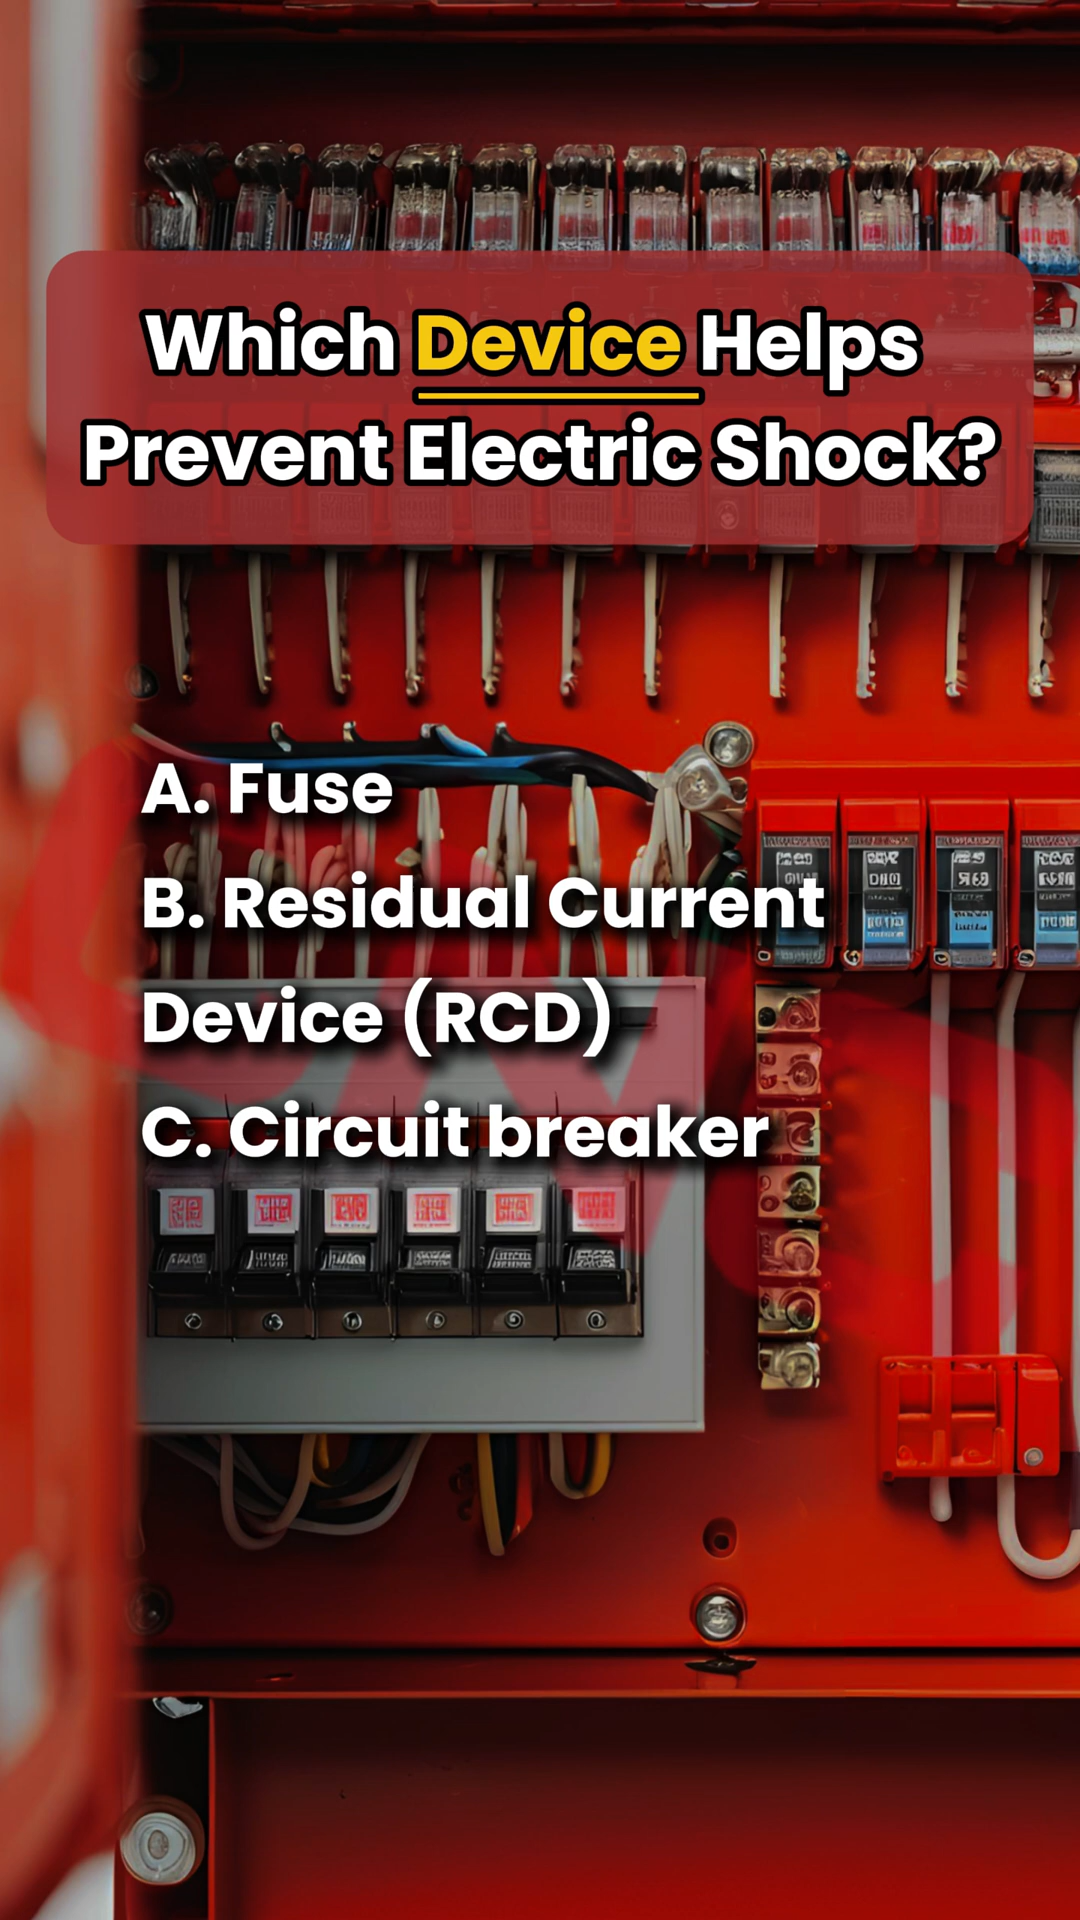 Which Device Helps
Prevent Electric Shock?
A. Fuse
B. Residual Current
Device (RCD)
C. Circuit breaker